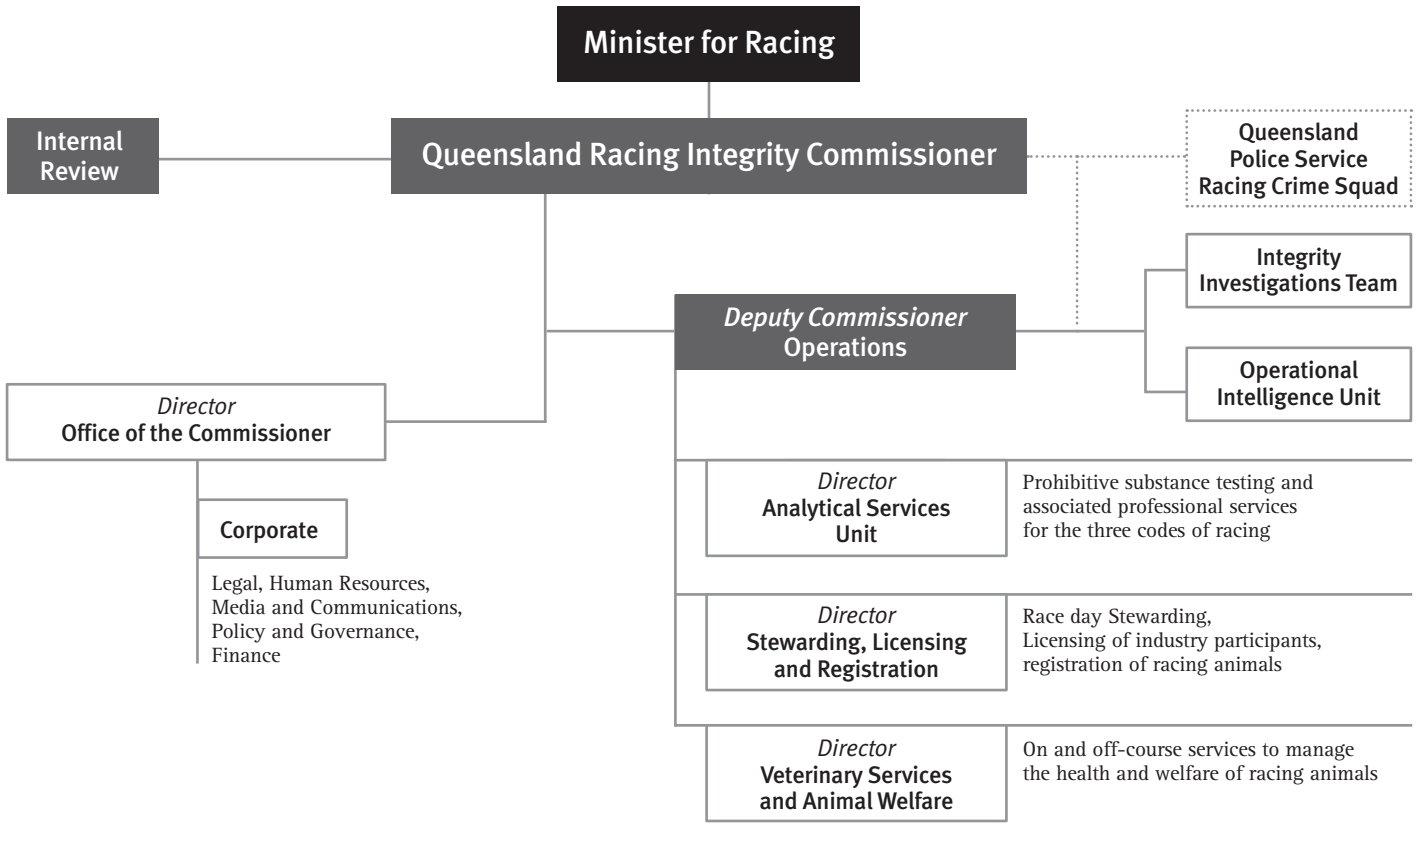 Minister for Racing
Internal
Review
Queensland Racing Integrity Commissioner
Queensland
Police Service
Racing Crime Squad
Integrity
Investigations Team
Deputy Commissioner
Operations
Operational
Intelligence Unit
Director
Office of the Commissioner
Corporate
Legal, Human Resources,
Media and Communications,
Policy and Governance,
Finance
Director
Analytical Services
Unit
Prohibitive substance testing and
associated professional services
for the three codes of racing
Director
Stewarding, Licensing
and Registration
Race day Stewarding,
Licensing of industry participants,
registration of racing animals
Director
Veterinary Services
and Animal Welfare
On and off-course services to manage
the health and welfare of racing animals